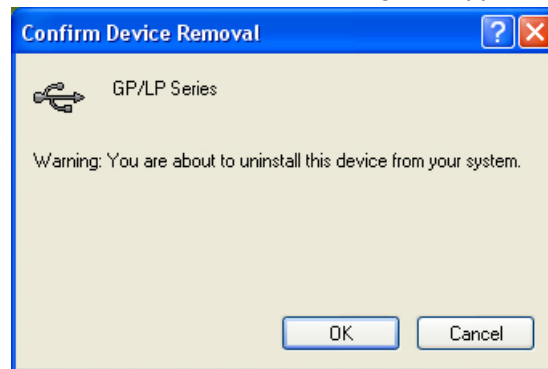 Confirm Device Removal
GP/LP Series
Warning: You are about to uninstall this device from your system.
OK Cancel